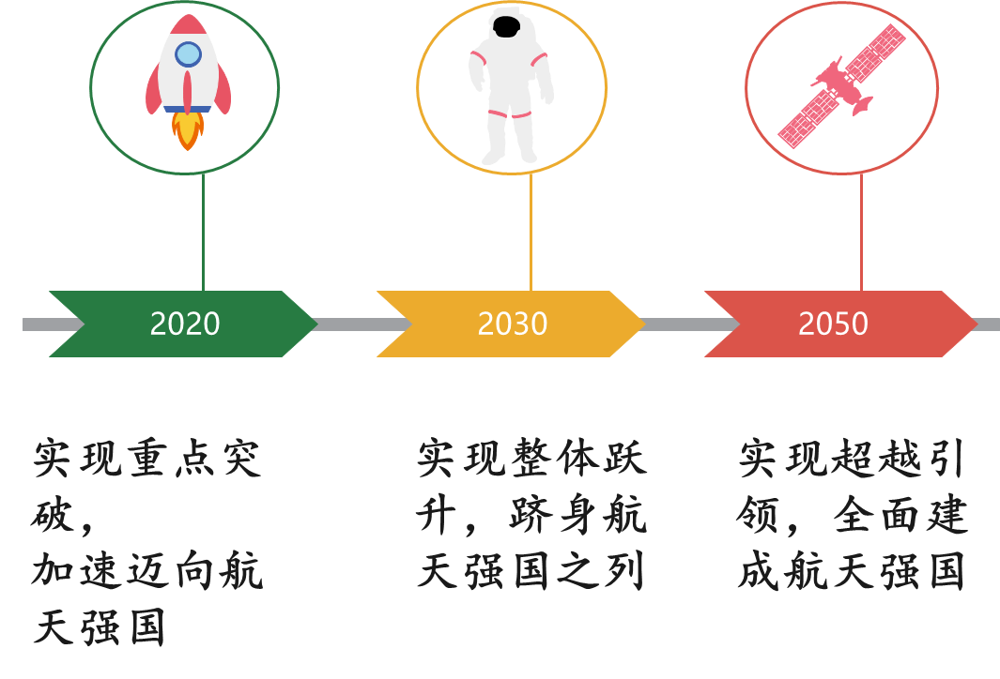 2020
2030
2050
实现重点突
破，
加速迈向航
天强国
实现整体跃
升，跻身航
天强国之列
实现超越引
领，全面建
成航天强国